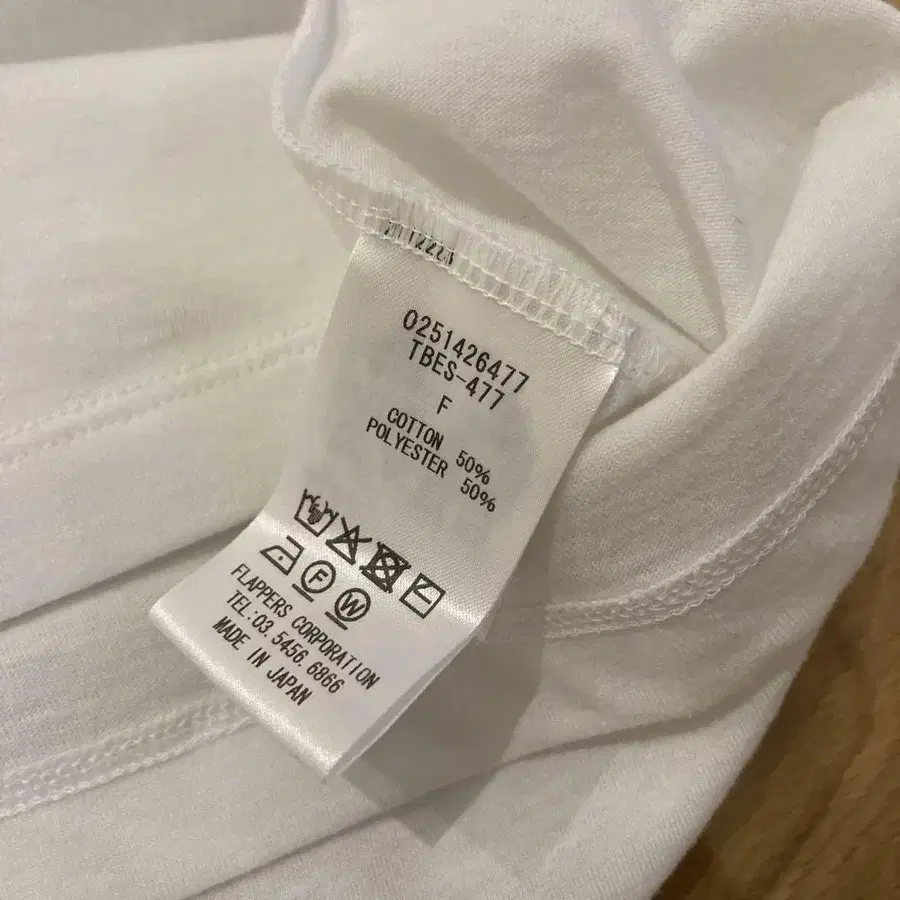 0251426477
TBES-477
F
COTTON 50%
POLYESTER 50%
F
W
FLAPPERS CORPORATION
TEL:03.5456.6866
MADE IN JAPAN